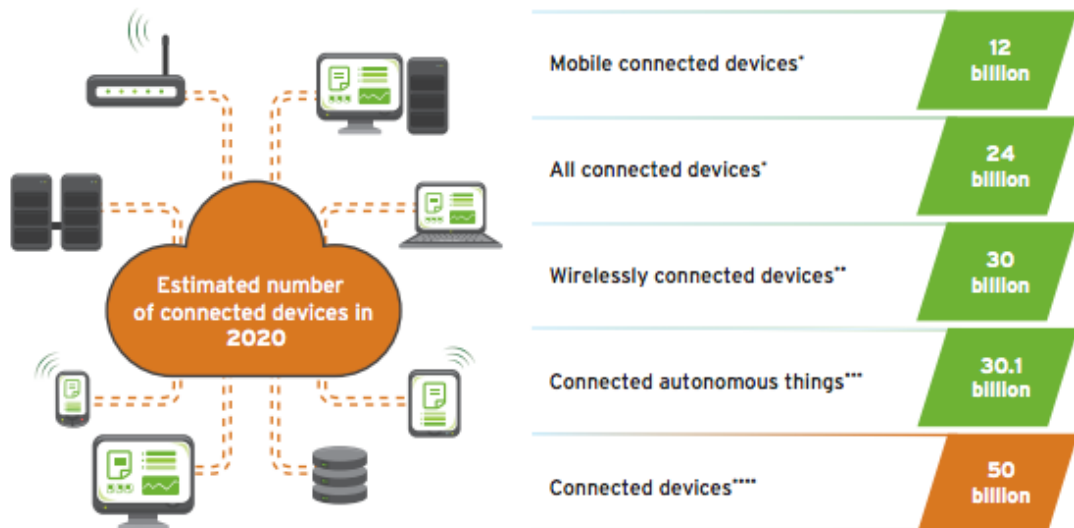 Estimated number
of connected devices in
2020
Mobile connected devices*
12
billion
All connected devices*
24
billion
Wirelessly connected devices**
30
billion
Connected autonomous things***
30.1
billion
Connected devices****
50
billion